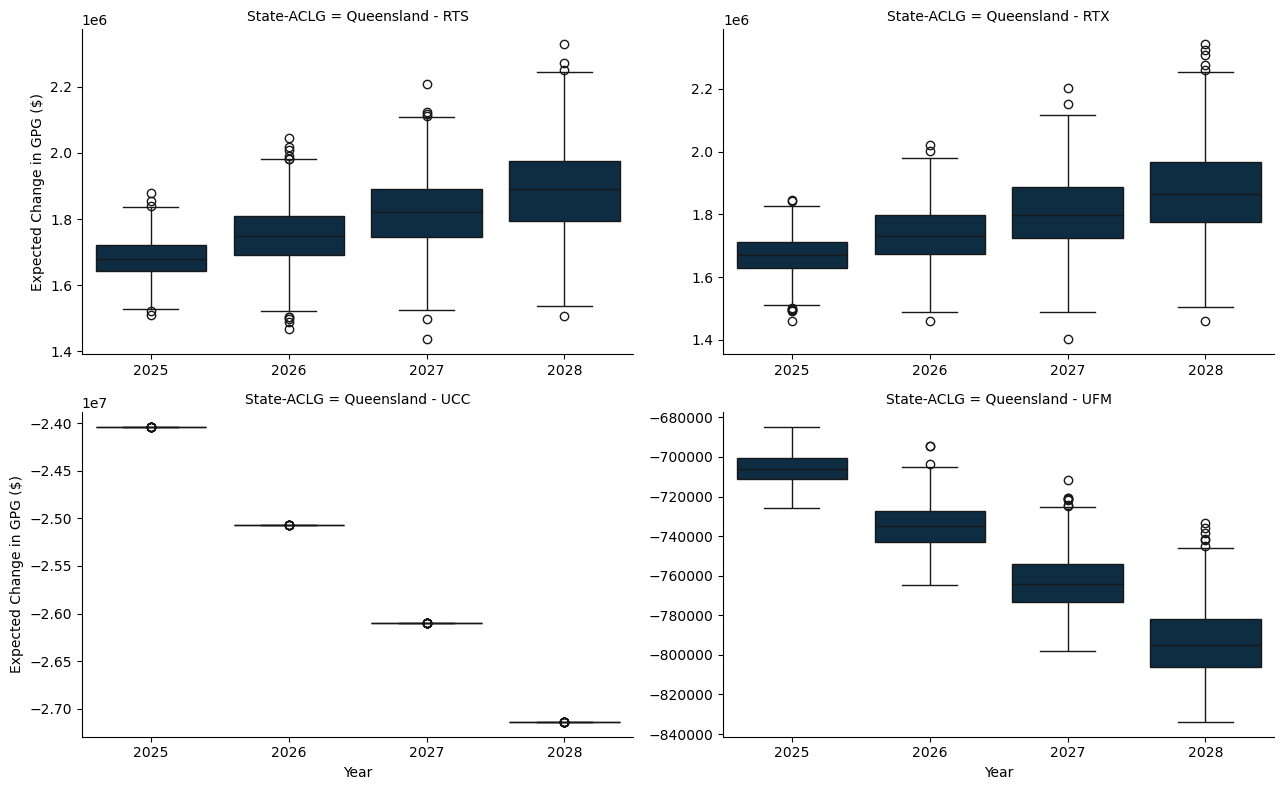 State-ACLG = Queensland - RTS
1e6
Expected Change in GPG ($)
2.2
2.0
1.8
1.6
1.4
2025 2026 2027 2028
State-ACLG = Queensland - RTX
1e6
2.2
2.0
1.8
1.6
1.4
2025 2026 2027 2028
State-ACLG = Queensland - UCC
1e7
Expected Change in GPG ($)
−2.40
−2.45
−2.50
−2.55
−2.60
−2.65
−2.70
2025 2026 2027 2028
Year
State-ACLG = Queensland - UFM
−680000
−700000
−720000
−740000
−760000
−780000
−800000
−820000
−840000
2025 2026 2027 2028
Year